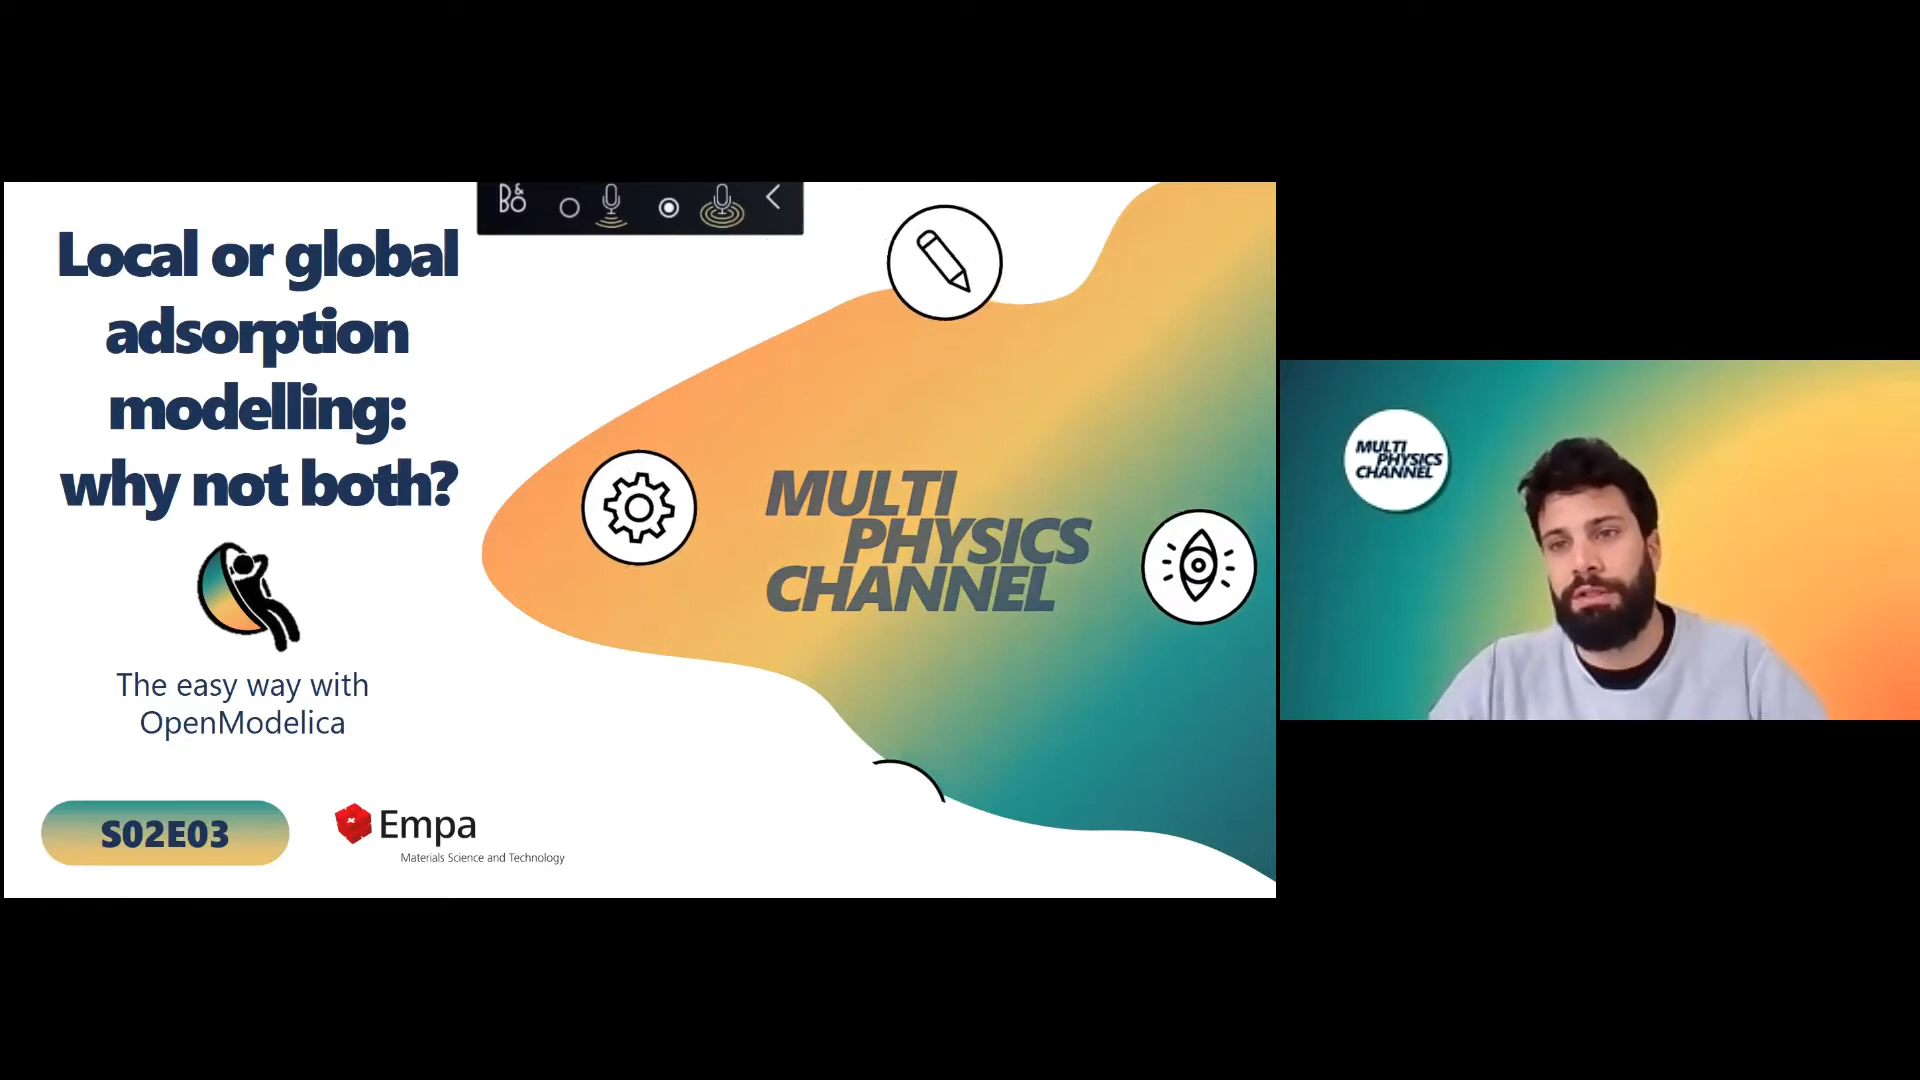 Local or global
adsorption
modelling:
why not both?
The easy way with
OpenModelica
S02E03
Empa
Materials Science and Technology
B&O
MULTI
PHYSICS
CHANNEL
MULTI
PHYSICS
CHANNEL